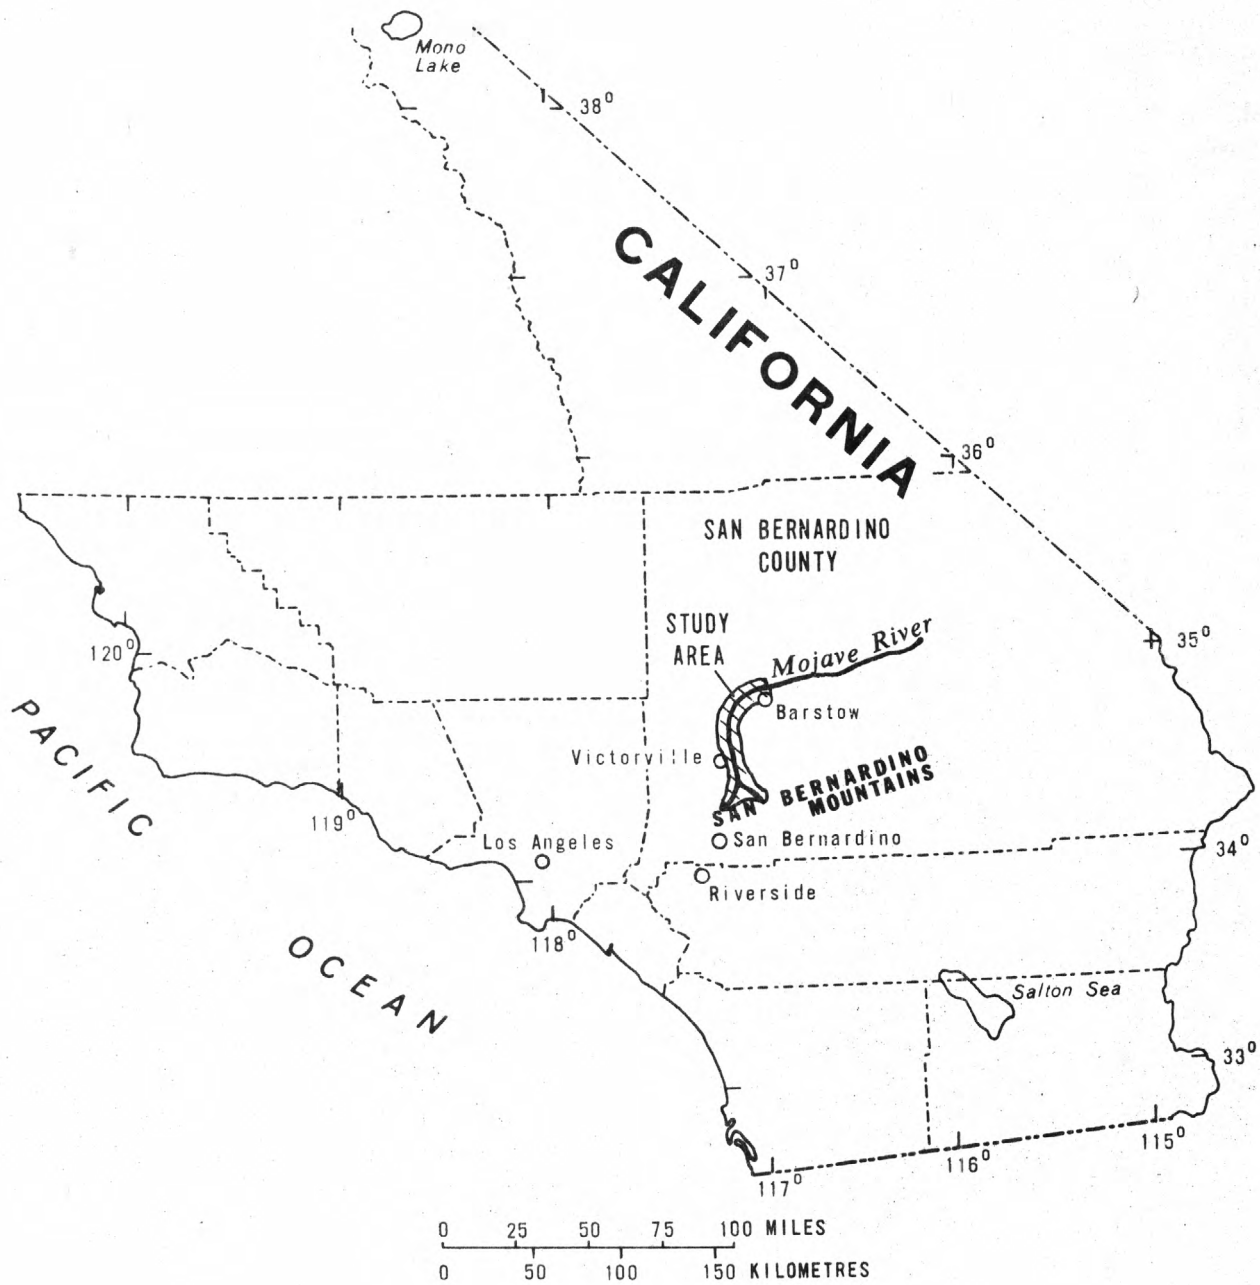 Mono
Lake
38°
37°
CALIFORNIA
36°
SAN BERNARDINO
COUNTY
STUDY
AREA
Mojave River
35°
120°
Barstow
PACIFIC
Victorville
SAN BERNARDINO
MOUNTAINS
119°
Los Angeles
San Bernardino
34°
Riverside
118°
OCEAN
Salton Sea
33°
115°
116°
117°
0 25 50 75 100 MILES
0 50 100 150 KILOMETRES